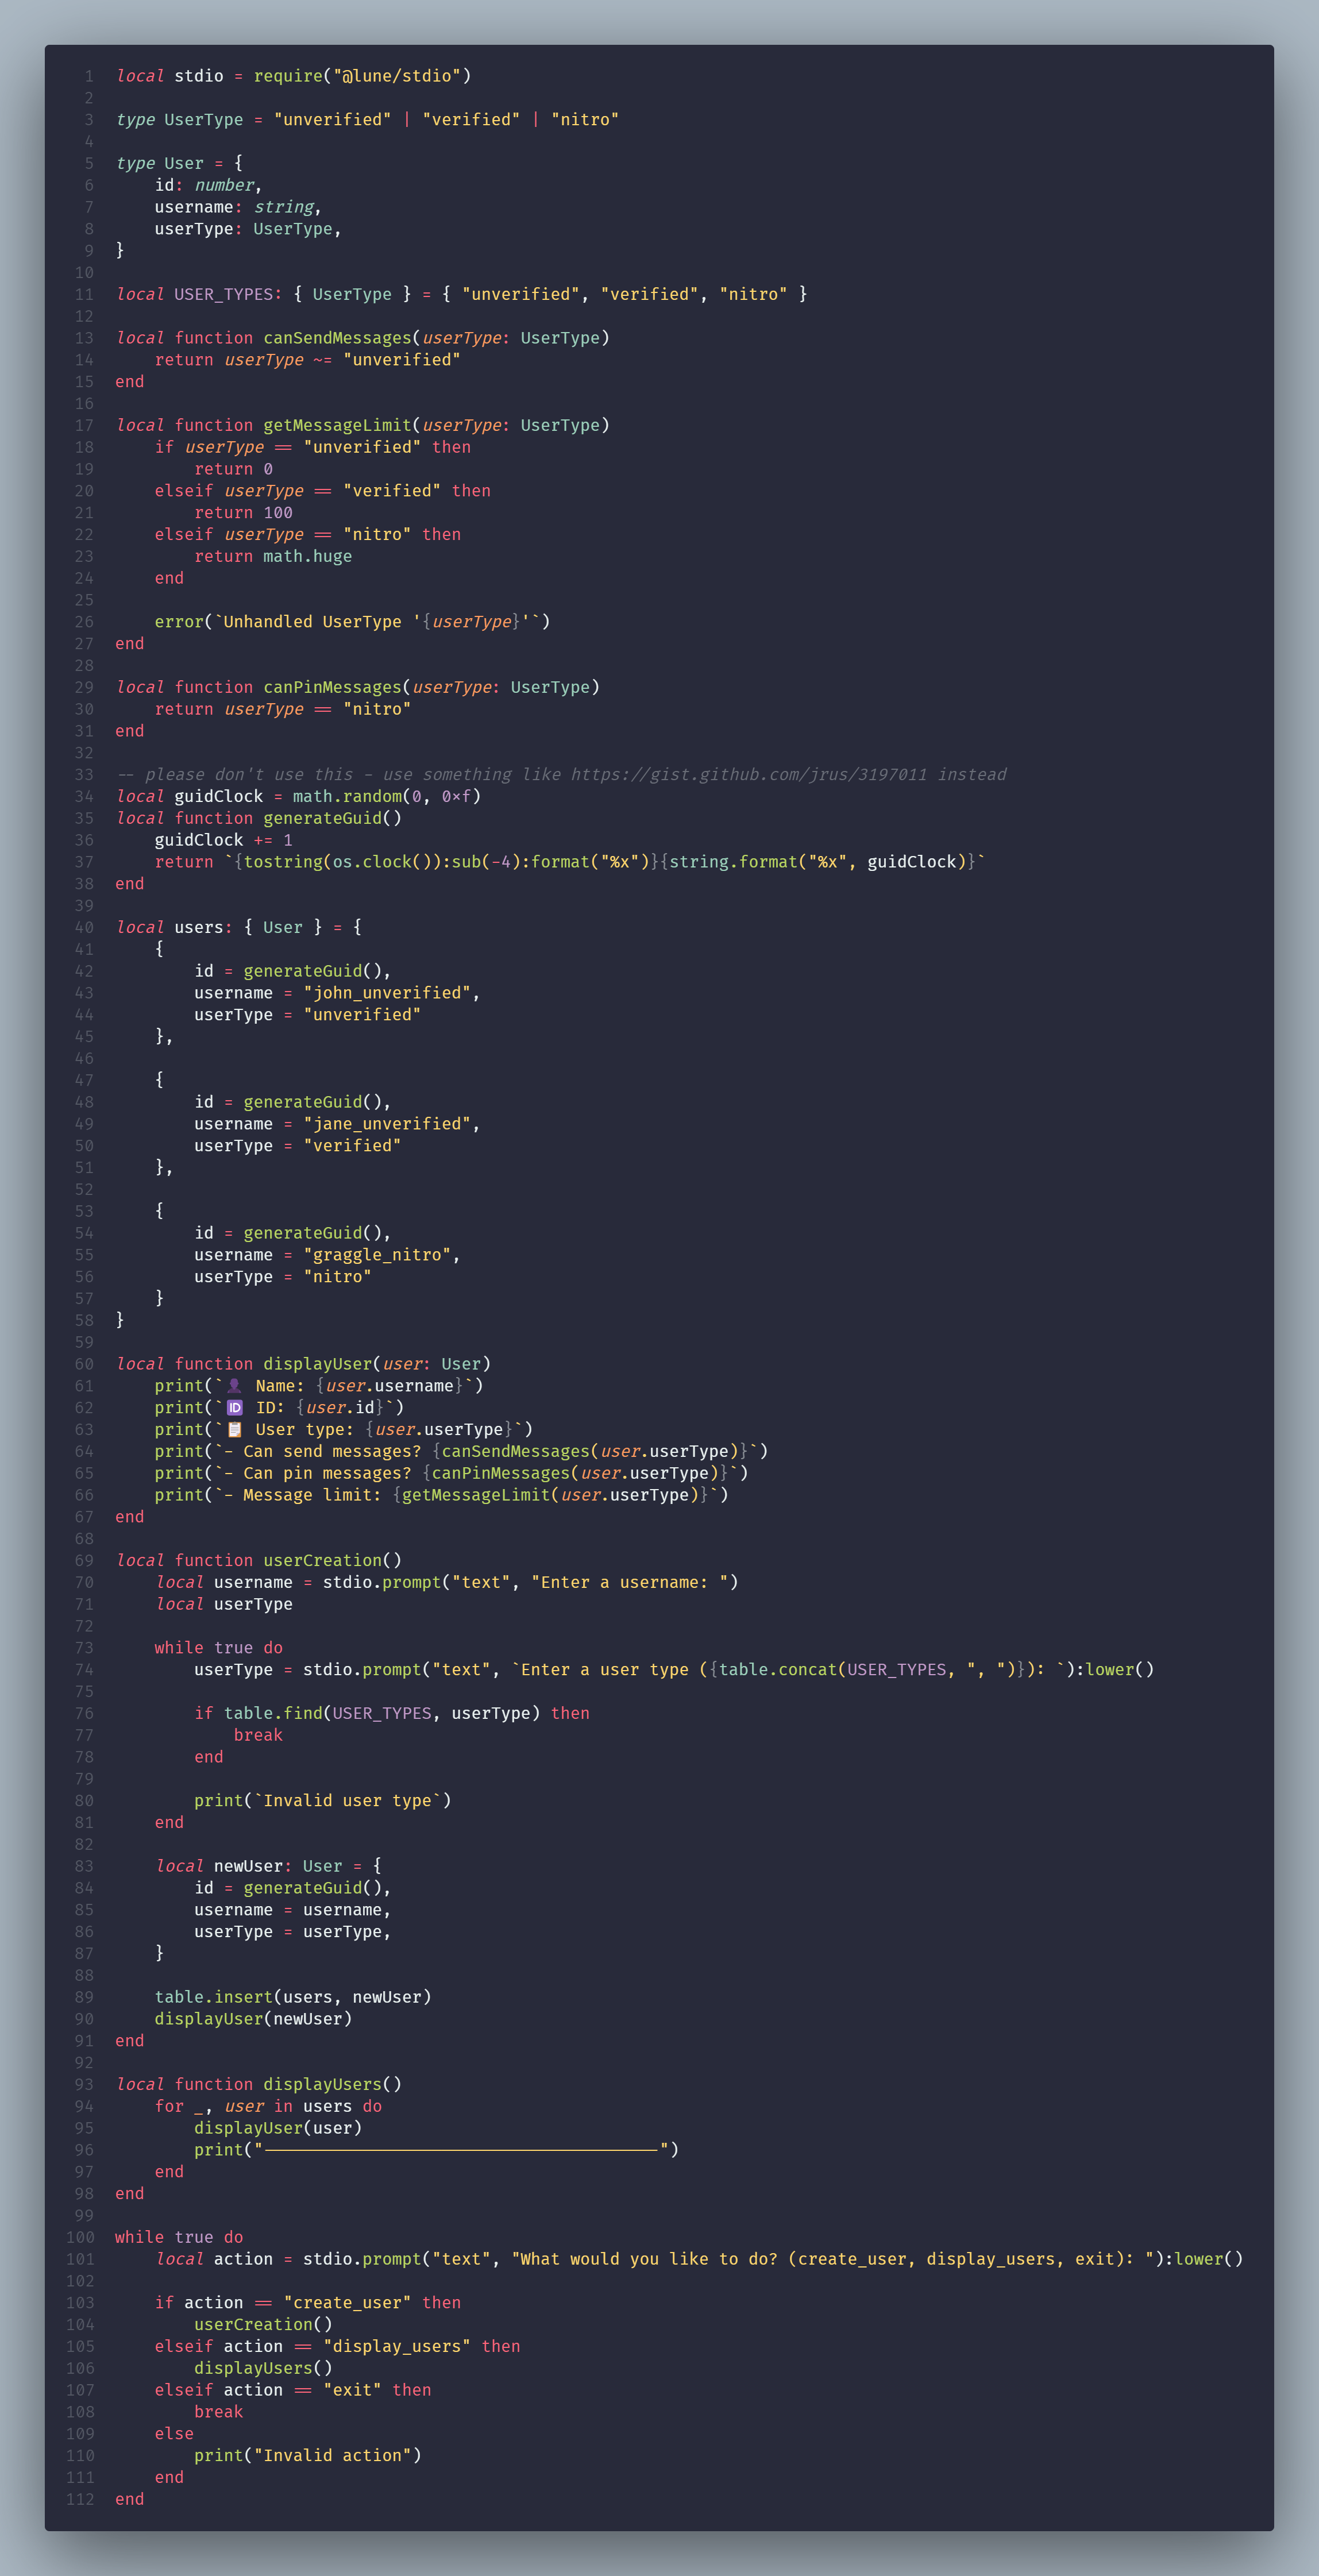 1 local stdio = require("@lune/stdio")
2
3 type UserType = "unverified" | "verified" | "nitro"
4
5 type User = {
6     id: number,
7     username: string,
8     userType: UserType,
9 }
10
11 local USER_TYPES: { UserType } = { "unverified", "verified", "nitro" }
12
13 local function canSendMessages(userType: UserType)
14     return userType ~= "unverified"
15 end
16
17 local function getMessageLimit(userType: UserType)
18     if userType == "unverified" then
19         return 0
20     elseif userType == "verified" then
21         return 100
22     elseif userType == "nitro" then
23         return math.huge
24     end
25
26     error(`Unhandled UserType '{userType}'`)
27 end
28
29 local function canPinMessages(userType: UserType)
30     return userType == "nitro"
31 end
32
33 -- please don't use this - use something like https://gist.github.com/jrus/3197011 instead
34 local guidClock = math.random(0, 0xf)
35 local function generateGuid()
36     guidClock += 1
37     return `{tostring(os.clock()):sub(-4):format("%x")}{string.format("%x", guidClock)}`
38 end
39
40 local users: { User } = {
41     {
42         id = generateGuid(),
43         username = "john_unverified",
44         userType = "unverified"
45     },
46
47     {
48         id = generateGuid(),
49         username = "jane_unverified",
50         userType = "verified"
51     },
52
53     {
54         id = generateGuid(),
55         username = "graggle_nitro",
56         userType = "nitro"
57     }
58 }
59
60 local function displayUser(user: User)
61     print(`👤 Name: {user.username}`)
62     print(`🆔 ID: {user.id}`)
63     print(`📋 User type: {user.userType}`)
64     print(`- Can send messages? {canSendMessages(user.userType)}`)
65     print(`- Can pin messages? {canPinMessages(user.userType)}`)
66     print(`- Message limit: {getMessageLimit(user.userType)}`)
67 end
68
69 local function userCreation()
70     local username = stdio.prompt("text", "Enter a username: ")
71     local userType
72
73     while true do
74         userType = stdio.prompt("text", `Enter a user type ({table.concat(USER_TYPES, ", ")}): `):lower()
75
76         if table.find(USER_TYPES, userType) then
77             break
78         end
79
80         print(`Invalid user type`)
81     end
82
83     local newUser: User = {
84         id = generateGuid(),
85         username = username,
86         userType = userType,
87     }
88
89     table.insert(users, newUser)
90     displayUser(newUser)
91 end
92
93 local function displayUsers()
94     for _, user in users do
95         displayUser(user)
96         print("----------------------------------------")
97     end
98 end
99
100 while true do
101     local action = stdio.prompt("text", "What would you like to do? (create_user, display_users, exit): "):lower()
102
103     if action == "create_user" then
104         userCreation()
105     elseif action == "display_users" then
106         displayUsers()
107     elseif action == "exit" then
108         break
109     else
110         print("Invalid action")
111     end
112 end